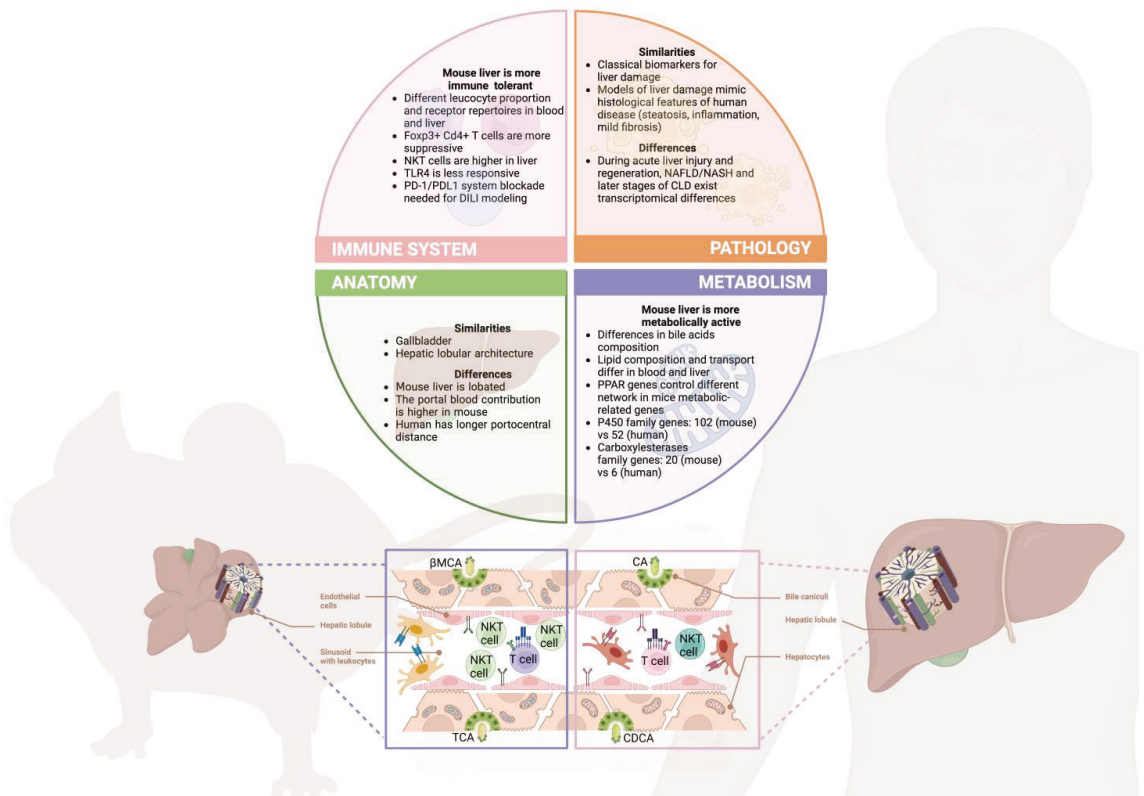 Mouse liver is more
immune tolerant
• Different leucocyte proportion
and receptor repertoires in blood
and liver
• Foxp3+ Cd4+ T cells are more
suppressive
• NKT cells are higher in liver
• TLR4 is less responsive
• PD-1/PDL1 system blockade
needed for DILI modeling
IMMUNE SYSTEM
Similarities
• Classical biomarkers for
liver damage
• Models of liver damage mimic
histological features of human
disease (steatosis, inflammation,
mild fibrosis)
Differences
• During acute liver injury and
regeneration, NAFLD/NASH and
later stages of CLD exist
transcriptomical differences
PATHOLOGY
ANATOMY
Similarities
• Gallbladder
• Hepatic lobular architecture
Differences
• Mouse liver is lobated
• The portal blood contribution
is higher in mouse
• Human has longer portocentral
distance
METABOLISM
Mouse liver is more
metabolically active
• Differences in bile acids
composition
• Lipid composition and transport
differ in blood and liver
• PPAR genes control different
network in mice metabolic-
related genes
• P450 family genes: 102 (mouse)
vs 52 (human)
• Carboxylesterases
family genes: 20 (mouse)
vs 6 (human)
βMCA
Endothelial
cells
Hepatic lobule
Sinusoid
with leukocytes
NKT
cell
NKT
cell
NKT
cell
T cell
TCA
CA
Bile caniculi
Hepatic lobule
Hepatocytes
T cell
NKT
cell
CDCA